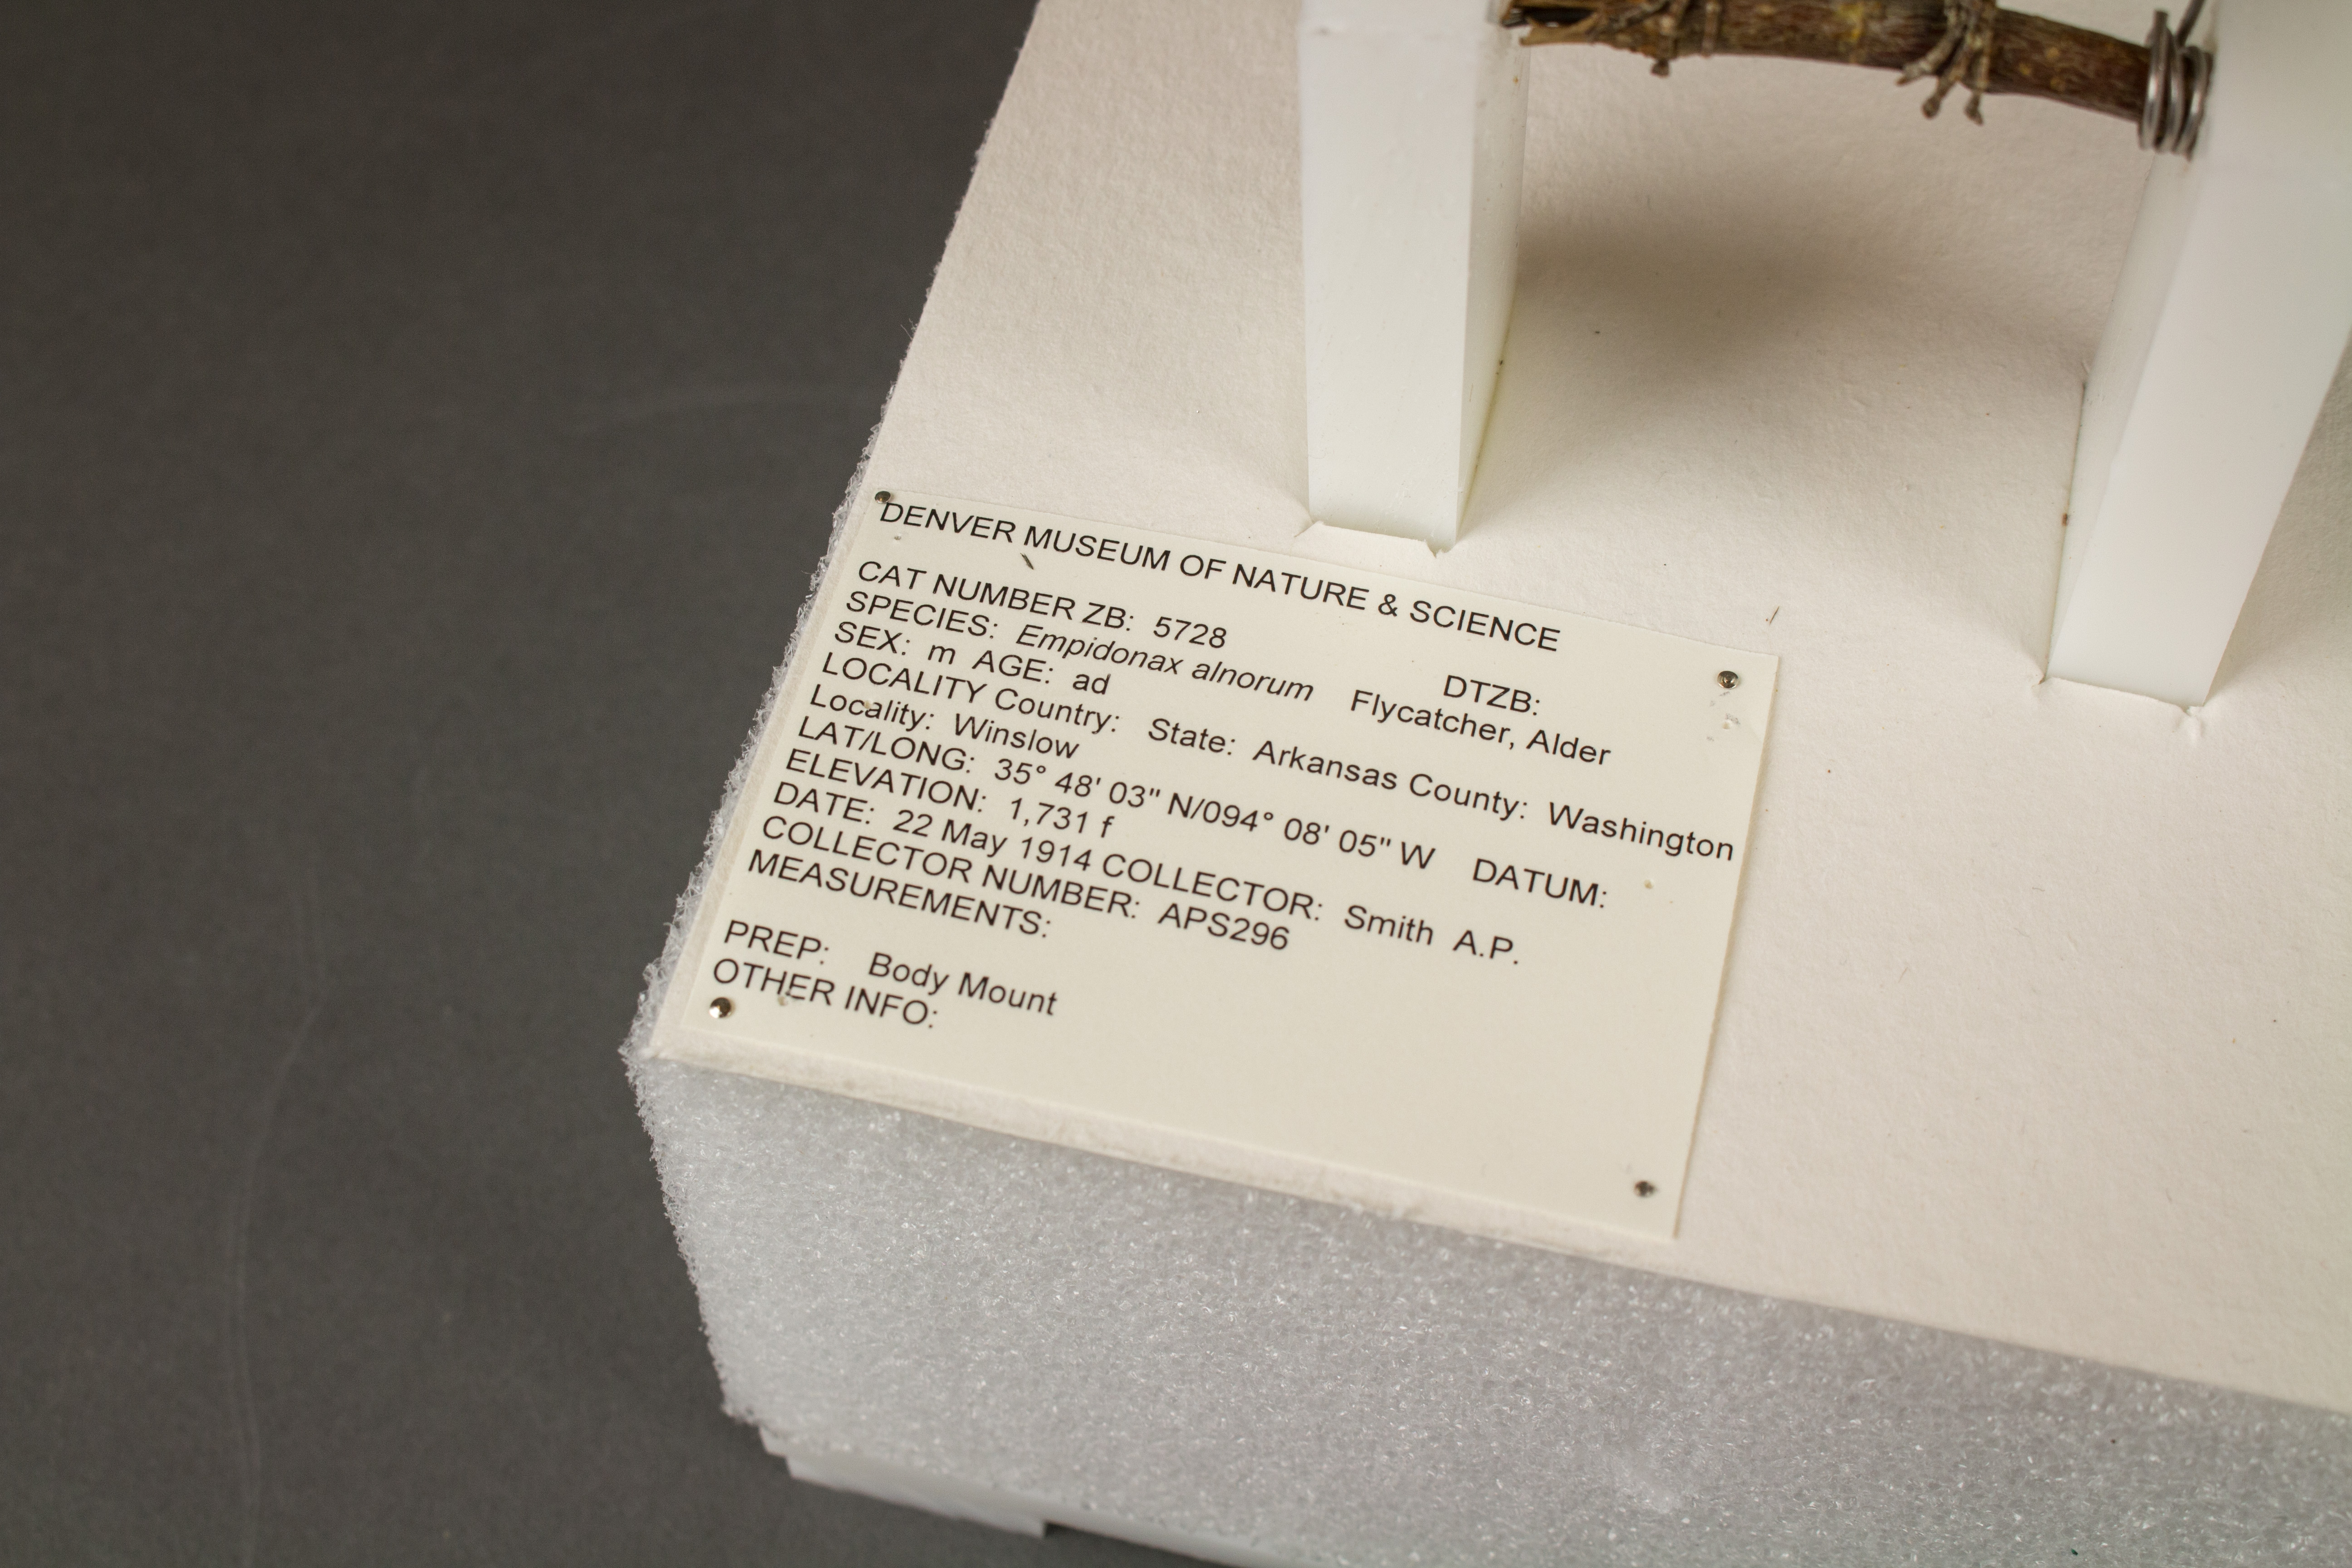 DENVER MUSEUM OF NATURE & SCIENCE
CAT NUMBER ZB: 5728 DTZB:
SPECIES: Empidonax alnorum Flycatcher, Alder
SEX: m AGE: ad
LOCALITY Country: State: Arkansas County: Washington
Locality: Winslow
LAT/LONG: 35° 48' 03" N/094° 08' 05" W DATUM:
ELEVATION: 1,731 f
DATE: 22 May 1914 COLLECTOR: Smith A.P.
COLLECTOR NUMBER: APS296
MEASUREMENTS:
PREP: Body Mount
OTHER INFO: